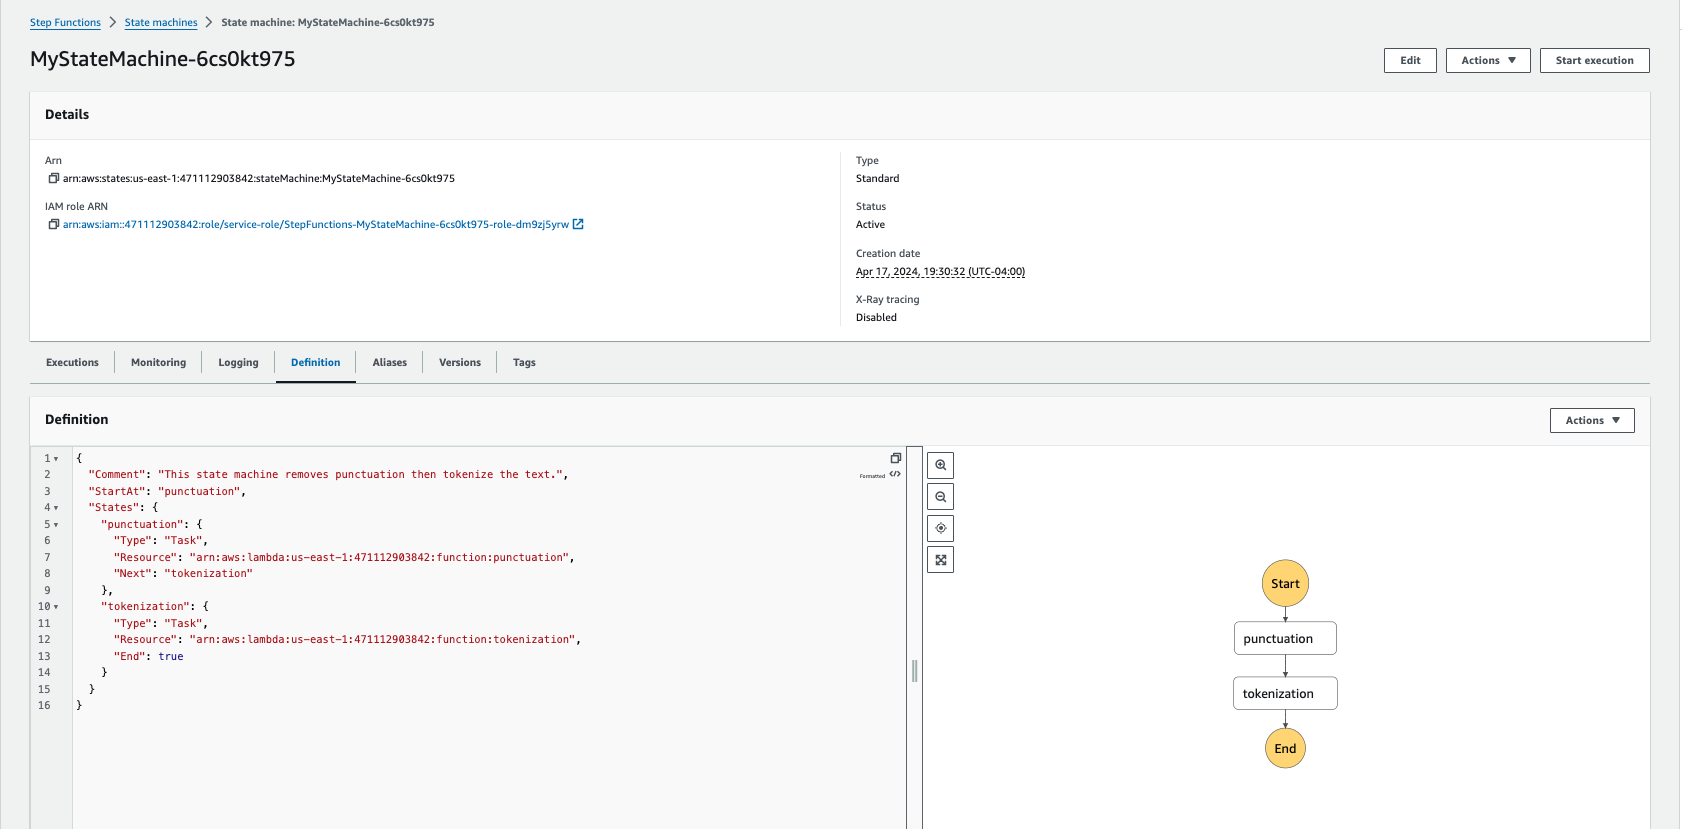 Step Functions > State machines > State machine: MyStateMachine-6cs0kt975
MyStateMachine-6cs0kt975
Edit
Actions ▼
Start execution
Details
Arn
arn:aws:states:us-east-1:471112903842:stateMachine:MyStateMachine-6cs0kt975
IAM role ARN
arn:aws:iam::471112903842:role/service-role/StepFunctions-MyStateMachine-6cs0kt975-role-dm9zj5yrw
Type
Standard
Status
Active
Creation date
Apr 17, 2024, 19:30:32 (UTC-04:00)
X-Ray tracing
Disabled
Executions
Monitoring
Logging
Definition
Aliases
Versions
Tags
Definition
Actions ▼
1 {
2 "Comment": "This state machine removes punctuation then tokenize the text.",
3 "StartAt": "punctuation",
4 "States": {
5 "punctuation": {
6 "Type": "Task",
7 "Resource": "arn:aws:lambda:us-east-1:471112903842:function:punctuation",
8 "Next": "tokenization"
9 },
10 "tokenization": {
11 "Type": "Task",
12 "Resource": "arn:aws:lambda:us-east-1:471112903842:function:tokenization",
13 "End": true
14 }
15 }
16 }
Formatted </>
Start
punctuation
tokenization
End